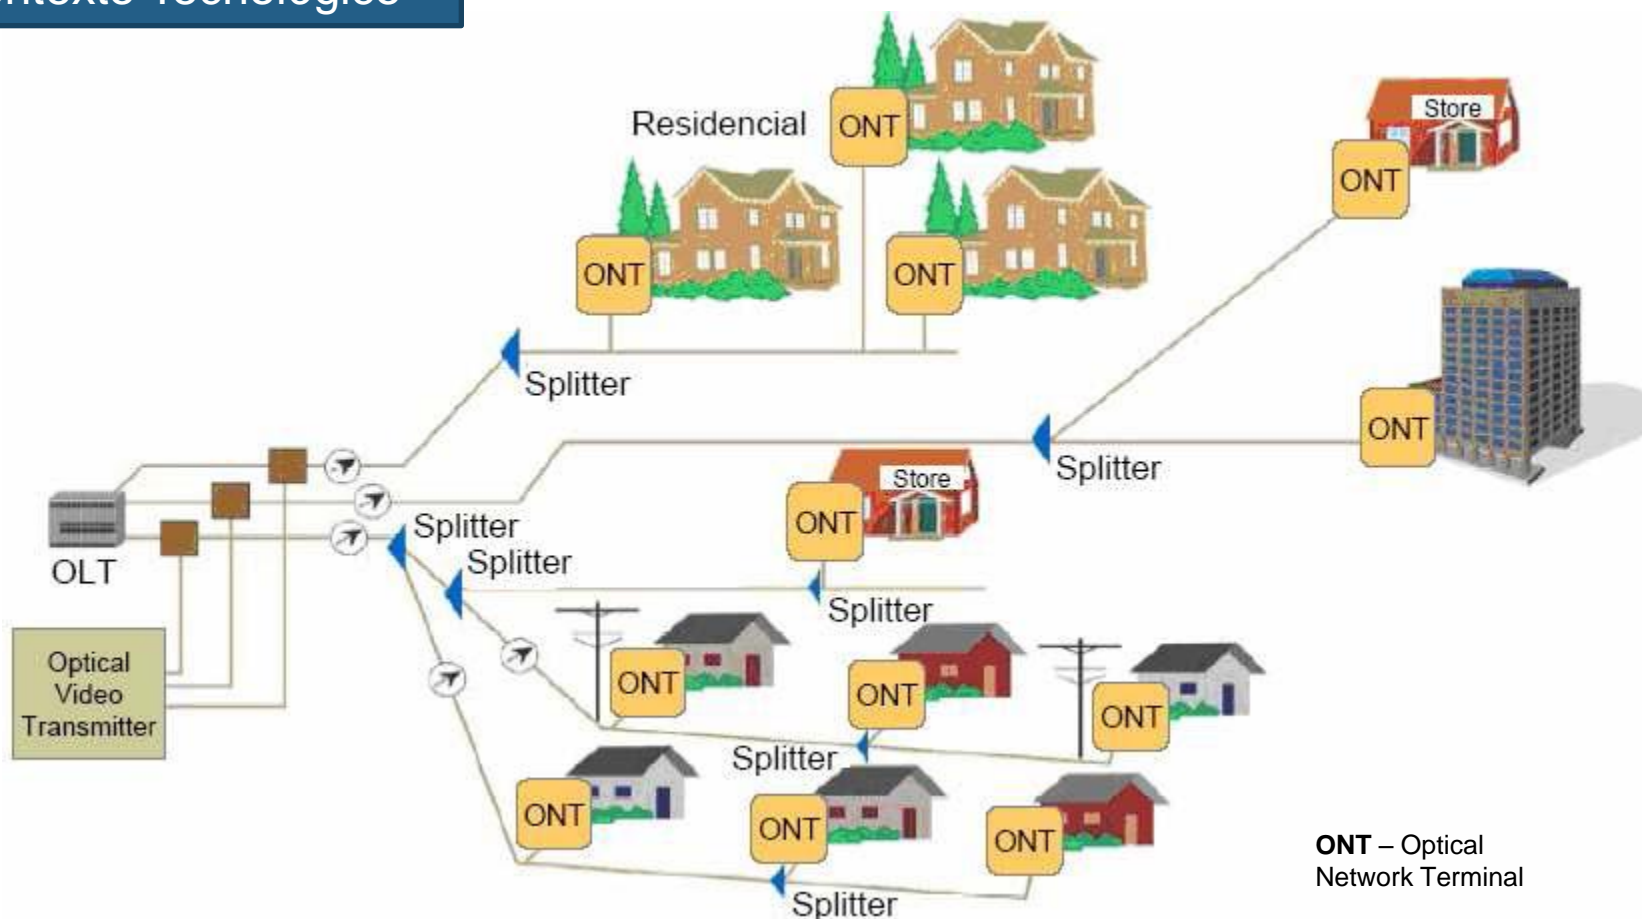 Tecnológico
Residencial
ONT
Store
ONT
ONT
ONT
Splitter
ONT
Splitter
Store
ONT
Splitter
Splitter
OLT
Splitter
Optical
Video
Transmitter
ONT
ONT
ONT
Splitter
ONT
ONT
ONT
Splitter
ONT – Optical
Network Terminal